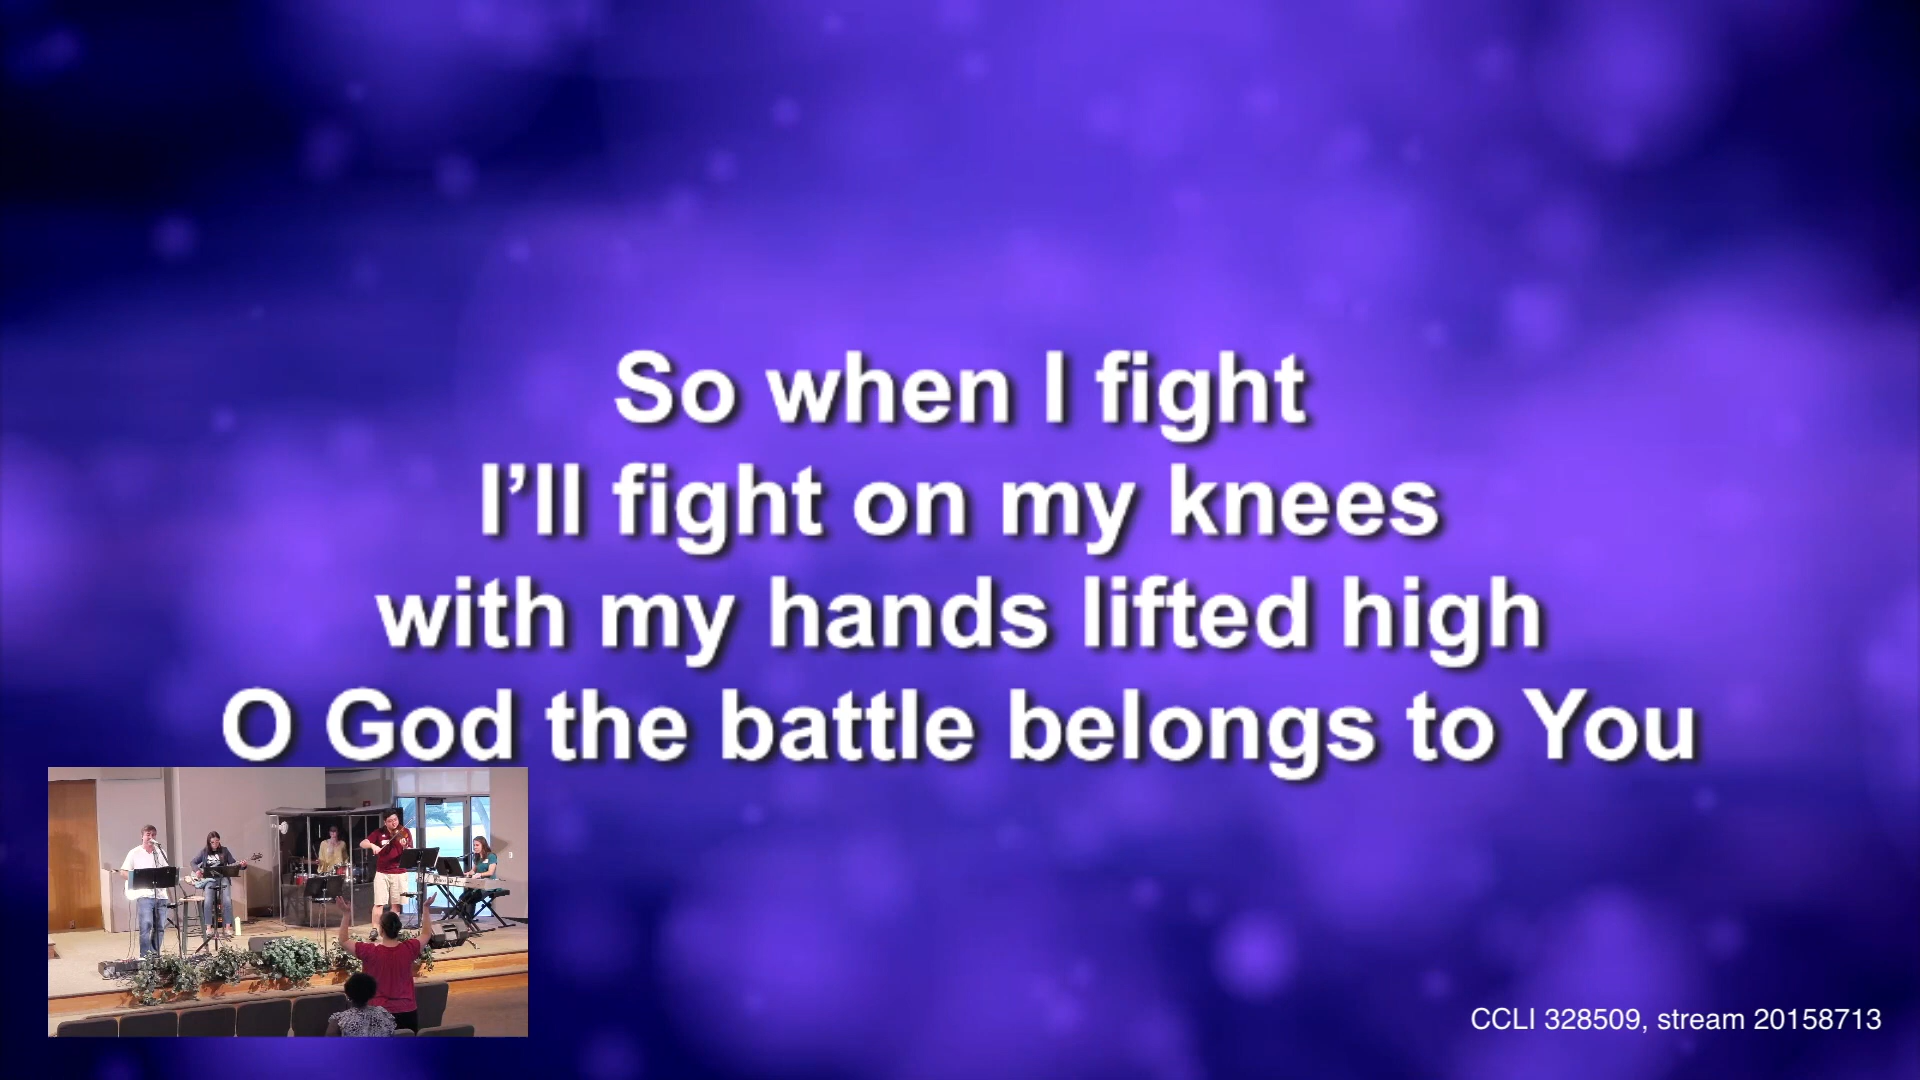 So when I fight
I’ll fight on my knees
with my hands lifted high
O God the battle belongs to You
CCLI 328509, stream 20158713